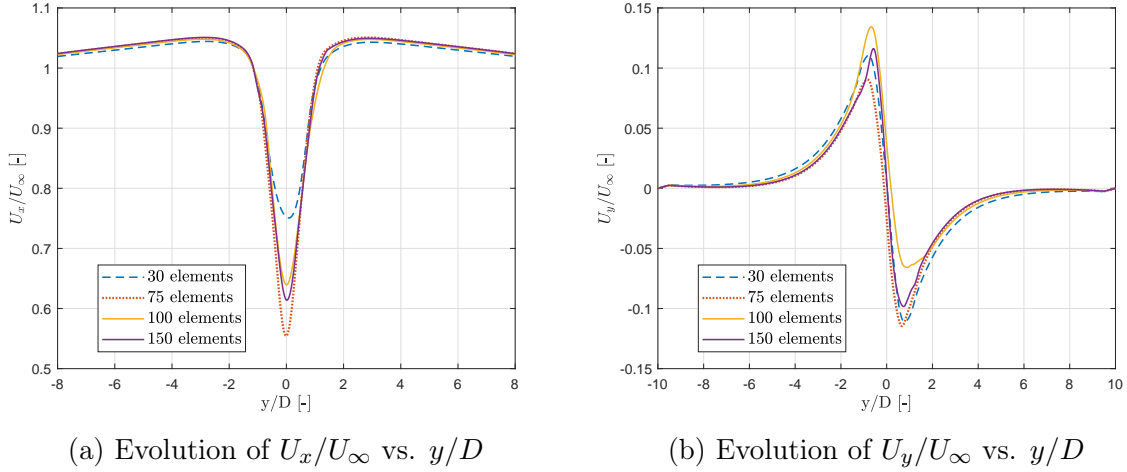 1.1
1
0.9
0.8
0.7
0.6
0.5
U_x/U_∞ [-]
-8 -6 -4 -2 0 2 4 6 8
y/D [-]
30 elements
75 elements
100 elements
150 elements
(a) Evolution of U_x/U_∞ vs. y/D
0.15
0.1
0.05
0
-0.05
-0.1
-0.15
U_y/U_∞ [-]
-10 -8 -6 -4 -2 0 2 4 6 8 10
y/D [-]
30 elements
75 elements
100 elements
150 elements
(b) Evolution of U_y/U_∞ vs. y/D